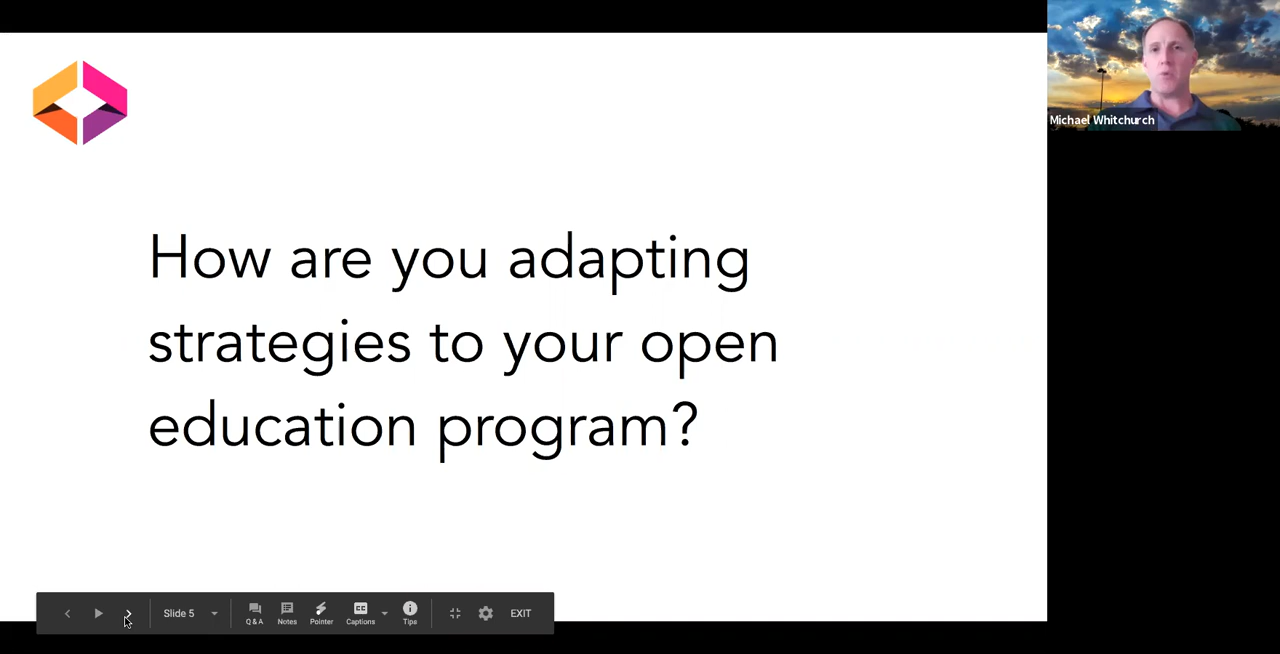 Michael Whitchurch
How are you adapting
strategies to your open
education program?
Slide 5
Q & A
Notes
Pointer
CC
Captions
Tips
EXIT